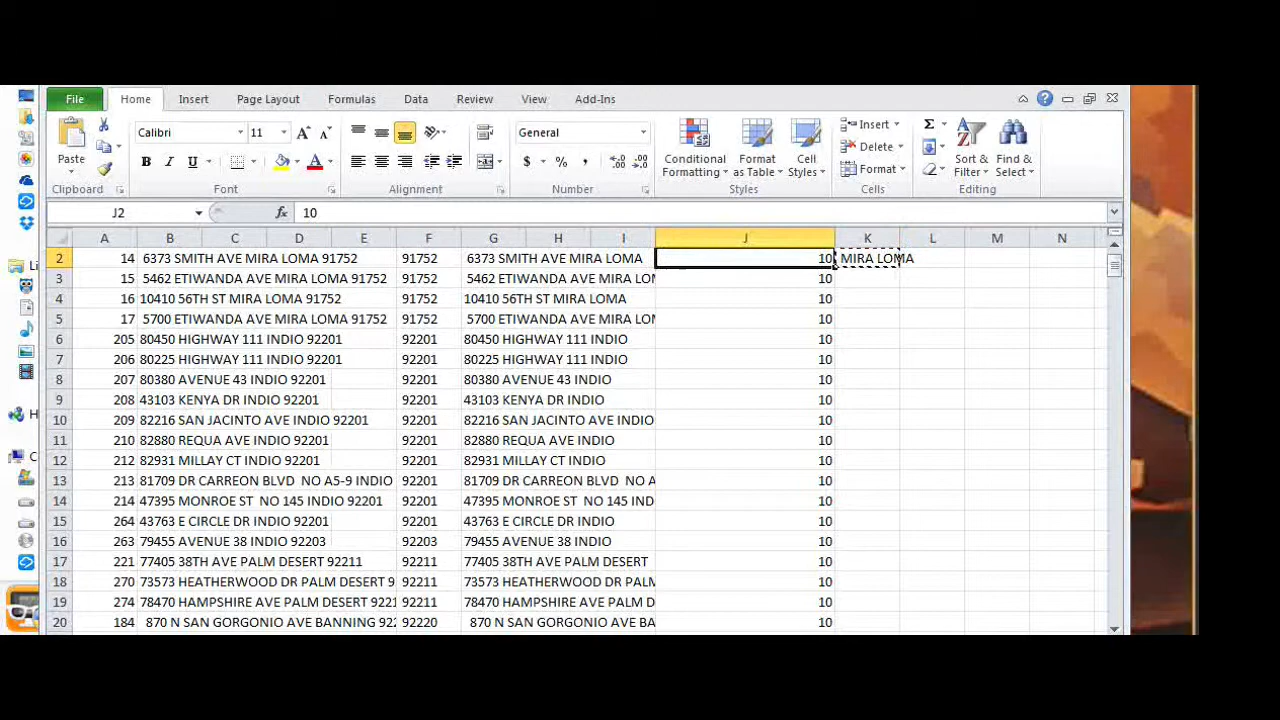 File Home Insert Page Layout Formulas Data Review View Add-Ins
Calibri 11 General Insert
Paste B I U $ % , Conditional Formatting Format as Table Cell Styles Delete Format Σ Sort & Filter Find & Select
Clipboard Font Alignment Number Styles Cells Editing
J2 fx 10
A B C D E F G H I J K L M N
2 14 6373 SMITH AVE MIRA LOMA 91752 91752 6373 SMITH AVE MIRA LOMA 10 MIRA LOMA
3 15 5462 ETIWANDA AVE MIRA LOMA 91752 91752 5462 ETIWANDA AVE MIRA LO 10
4 16 10410 56TH ST MIRA LOMA 91752 91752 10410 56TH ST MIRA LOMA 10
5 17 5700 ETIWANDA AVE MIRA LOMA 91752 91752 5700 ETIWANDA AVE MIRA LO 10
6 205 80450 HIGHWAY 111 INDIO 92201 92201 80450 HIGHWAY 111 INDIO 10
7 206 80225 HIGHWAY 111 INDIO 92201 92201 80225 HIGHWAY 111 INDIO 10
8 207 80380 AVENUE 43 INDIO 92201 92201 80380 AVENUE 43 INDIO 10
9 208 43103 KENYA DR INDIO 92201 92201 43103 KENYA DR INDIO 10
10 209 82216 SAN JACINTO AVE INDIO 92201 92201 82216 SAN JACINTO AVE INDIO 10
11 210 82880 REQUA AVE INDIO 92201 92201 82880 REQUA AVE INDIO 10
12 212 82931 MILLAY CT INDIO 92201 92201 82931 MILLAY CT INDIO 10
13 213 81709 DR CARREON BLVD NO A5-9 INDIO 92201 81709 DR CARREON BLVD NO A 10
14 214 47395 MONROE ST NO 145 INDIO 92201 92201 47395 MONROE ST NO 145 IND 10
15 264 43763 E CIRCLE DR INDIO 92201 92201 43763 E CIRCLE DR INDIO 10
16 263 79455 AVENUE 38 INDIO 92203 92203 79455 AVENUE 38 INDIO 10
17 221 77405 38TH AVE PALM DESERT 92211 92211 77405 38TH AVE PALM DESERT 10
18 270 73573 HEATHERWOOD DR PALM DESERT 9 92211 73573 HEATHERWOOD DR PALM 10
19 274 78470 HAMPSHIRE AVE PALM DESERT 9221 92211 78470 HAMPSHIRE AVE PALM D 10
20 184 870 N SAN GORGONIO AVE BANNING 922 92220 870 N SAN GORGONIO AVE BA 10